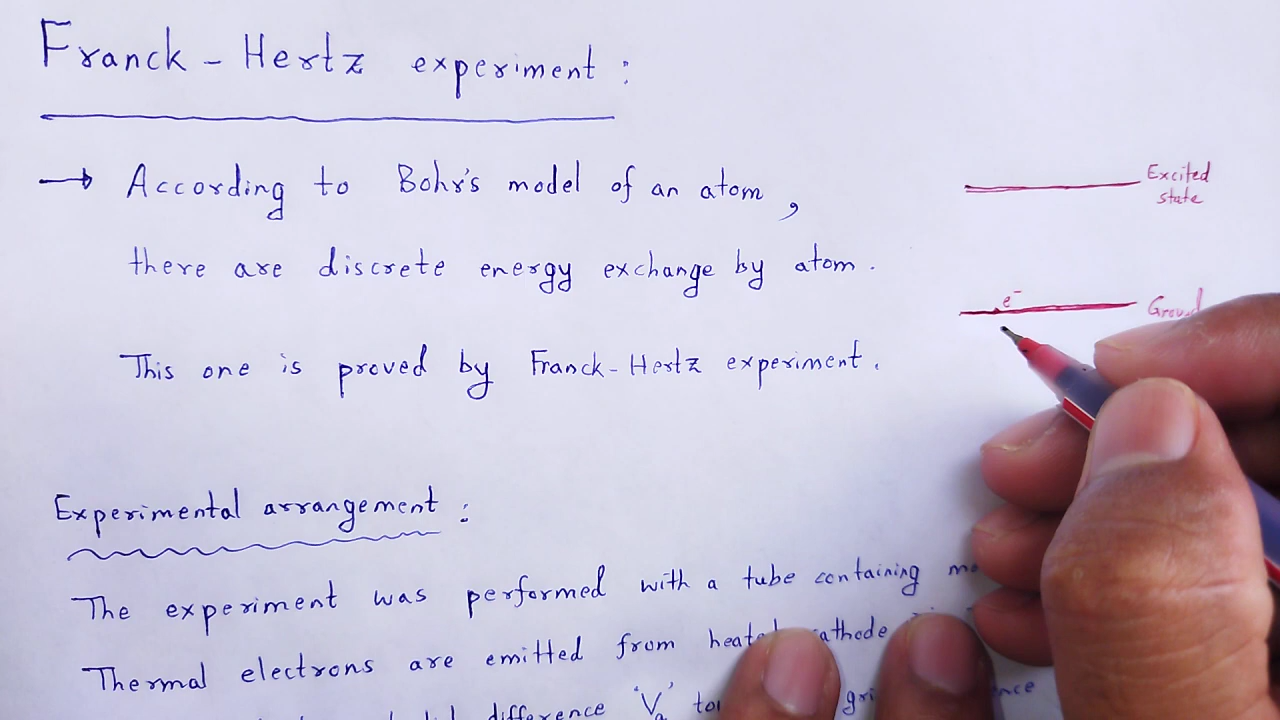 Franck - Hertz experiment :
→ According to Bohr's model of an atom ,
there are discrete energy exchange by atom .
This one is proved by Franck - Hertz experiment .
Excited
state
e⁻
Experimental arrangement :
The experiment was performed with a tube containing
Thermal electrons are emitted from
difference 'Vₐ'